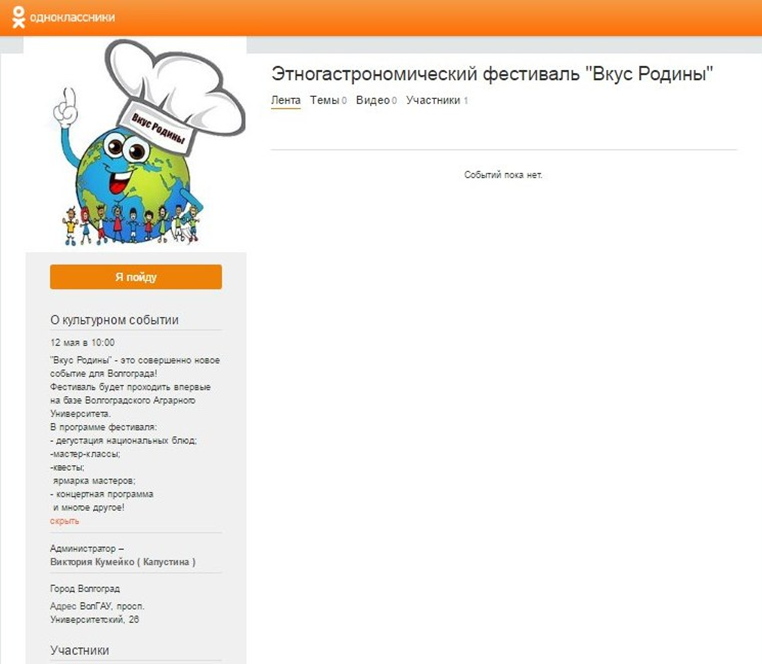 одноклассники
Вкус Родины
Этногастрономический фестиваль "Вкус Родины"
Лента Темы 0 Видео 0 Участники 1
Событий пока нет.
Я пойду
О культурном событии
12 мая в 10:00
"Вкус Родины" - это совершенно новое
событие для Волгограда!
Фестиваль будет проходить впервые
на базе Волгоградского Аграрного
Университета.
В программе фестиваля:
- дегустация национальных блюд;
-мастер-классы;
-квесты;
ярмарка мастеров;
- концертная программа
и многое другое!
скрыть
Администратор –
Виктория Кумейко ( Капустина )
Город Волгоград
Адрес ВолГАУ, просп.
Университетский, 26
Участники